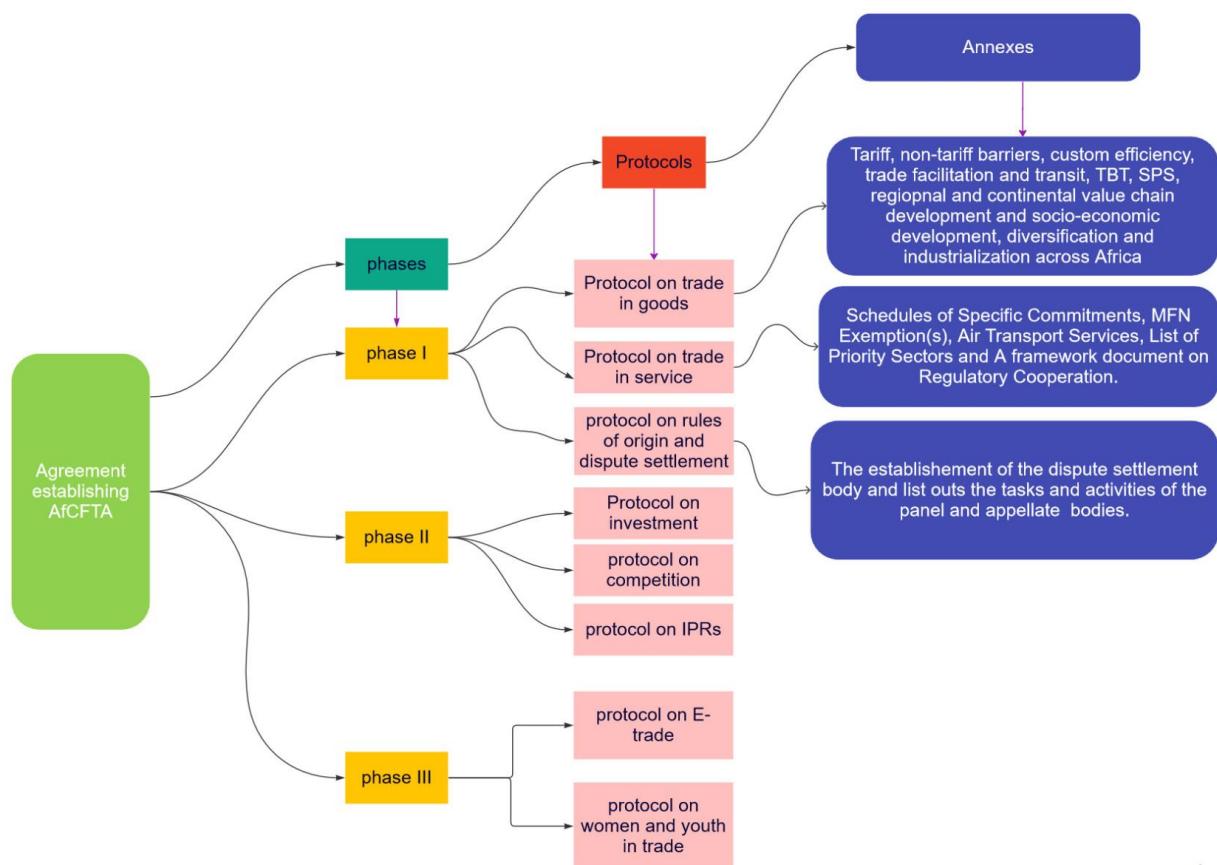 Annexes
Protocols
Tariff, non-tariff barriers, custom efficiency,
trade facilitation and transit, TBT, SPS,
regiopnal and continental value chain
development and socio-economic
development, diversification and
industrialization across Africa
phases
Protocol on trade
in goods
Schedules of Specific Commitments, MFN
Exemption(s), Air Transport Services, List of
Priority Sectors and A framework document on
Regulatory Cooperation.
phase I
Protocol on trade
in service
protocol on rules
of origin and
dispute settlement
Agreement
establishing
AfCFTA
The establishement of the dispute settlement
body and list outs the tasks and activities of the
panel and appellate bodies.
phase II
Protocol on
investment
protocol on
competition
protocol on IPRs
protocol on E-
trade
phase III
protocol on
women and youth
in trade